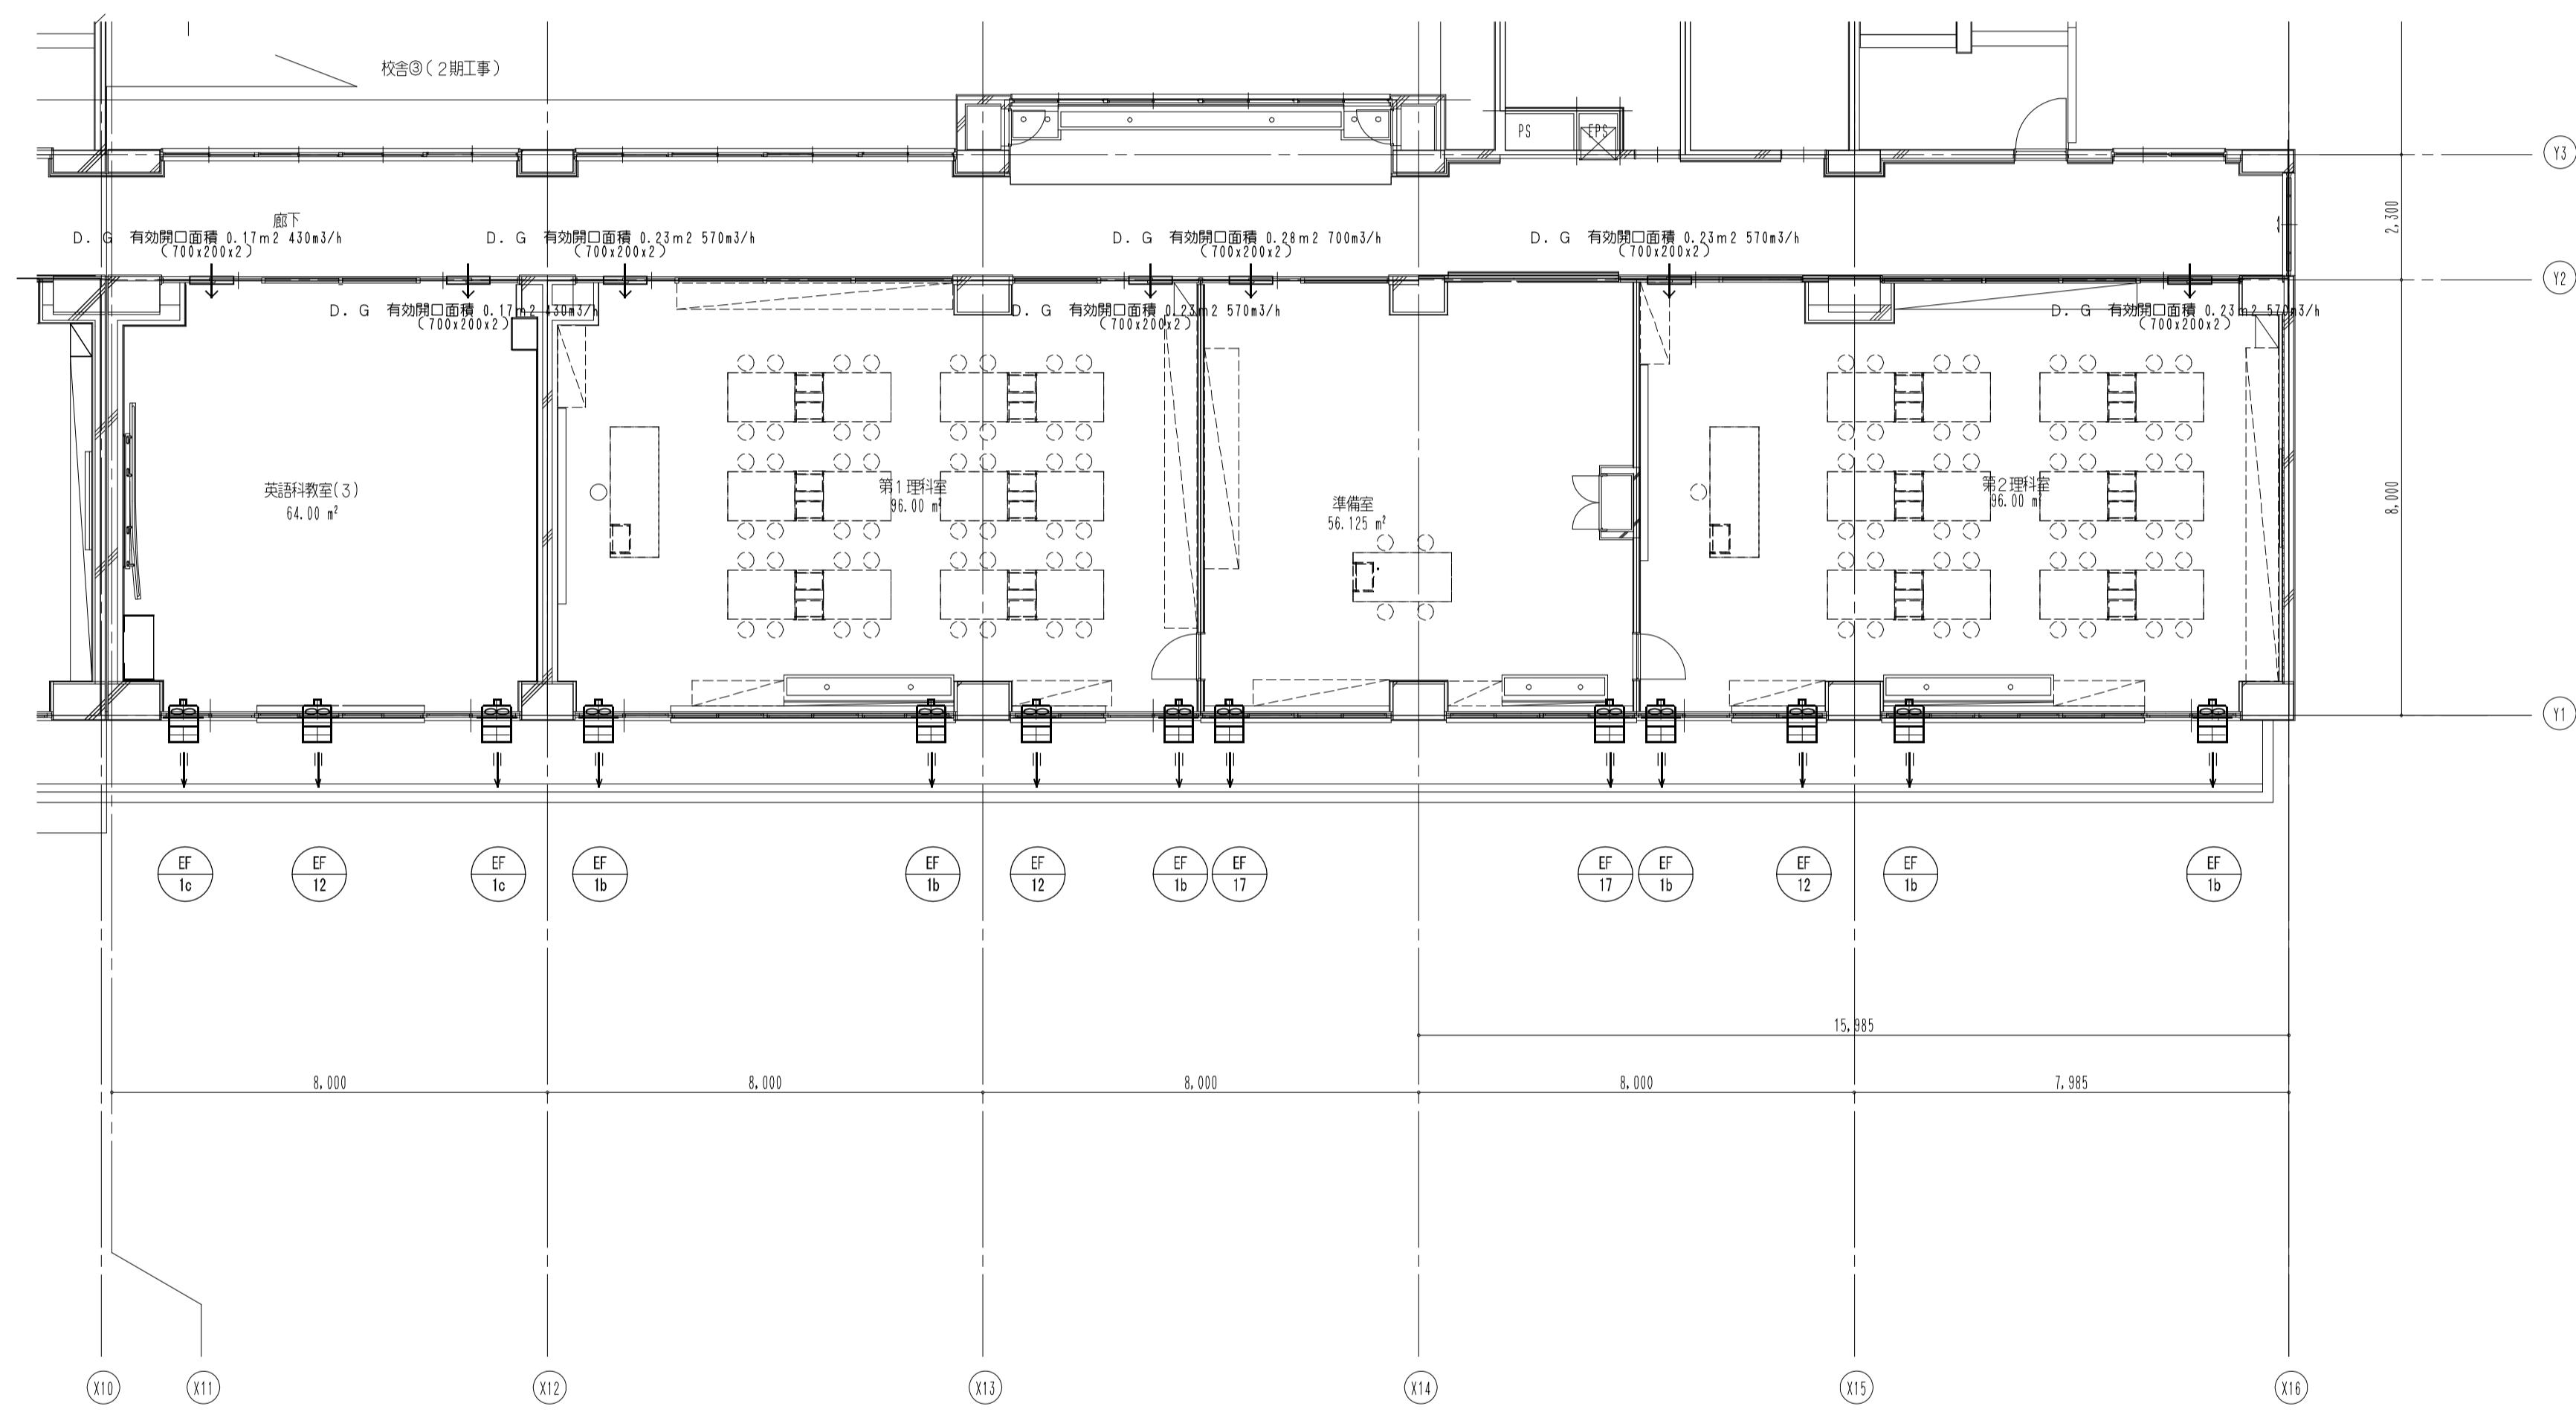 校舎③(２期工事)
PS
EPS
Y3
廊下
D. G 有効開口面積 0.17m2 430m3/h
(700x200x2)
D. G 有効開口面積 0.23m2 570m3/h
(700x200x2)
D. G 有効開口面積 0.28m2 700m3/h
(700x200x2)
D. G 有効開口面積 0.23m2 570m3/h
(700x200x2)
2,300
Y2
D. G 有効開口面積 0.17m2 430m3/h
(700x200x2)
D. G 有効開口面積 0.23m2 570m3/h
(700x200x2)
D. G 有効開口面積 0.23m2 570m3/h
(700x200x2)
英語科教室(3)
64.00 m²
第1理科室
96.00 m²
準備室
56.125 m²
第2理科室
96.00 m²
8,000
Y1
EF 1c
EF 12
EF 1c
EF 1b
EF 1b
EF 12
EF 1b
EF 17
EF 17
EF 1b
EF 12
EF 1b
EF 1b
15,985
8,000
8,000
8,000
8,000
7,985
X10
X11
X12
X13
X14
X15
X16